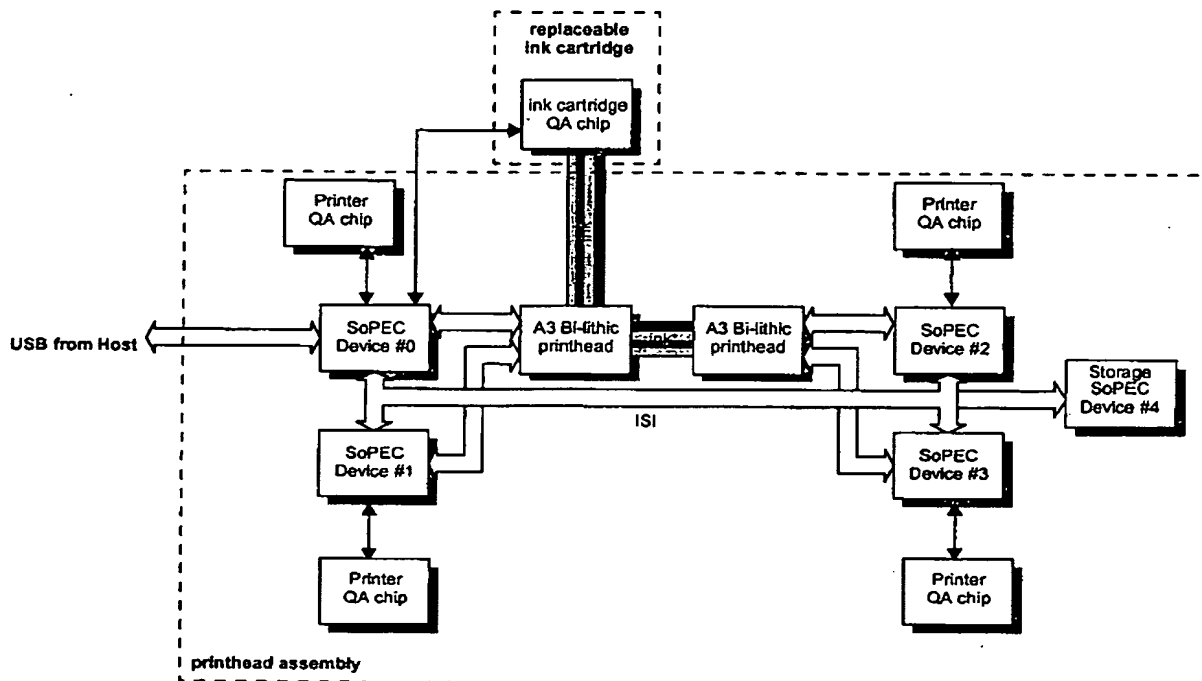 replaceable
ink cartridge
ink cartridge
QA chip
Printer
QA chip
Printer
QA chip
ink
SoPEC
Device #0
A3 Bi-lithic
printhead
ink
A3 Bi-lithic
printhead
SoPEC
Device #2
USB from Host
Storage
SoPEC
Device #4
ISI
SoPEC
Device #1
SoPEC
Device #3
Printer
QA chip
Printer
QA chip
printhead assembly